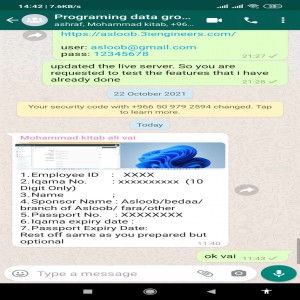 14:42 | 7.6KB/s
Programing data gro...
ashraf, Mohammad kitab, +96...
https://asloob.3iengineers.com/
user: asloob@gmail.com
pass: 12345678
21:27
updated the live server. So you are
requested to test the features that i have
already done
21:28
22 October 2021
Your security code with +966 50 979 2594 changed. Tap
to learn more.
Today
Mohammad kitab ali vai
1.Employee ID : XXXX
2.Iqama No. : xxxxxxxxxx (10
Digit Only)
3.Name ;
4.Sponsor Name : Asloob/bedaa/
branch of Asloob/ fara/other
5.Passport No. : XXXXXXXX
6.Iqama expiry date :
7.Passport Expiry Date:
Rest off same as you prepared but
optional
11:40
ok vai
11:43
Type a message